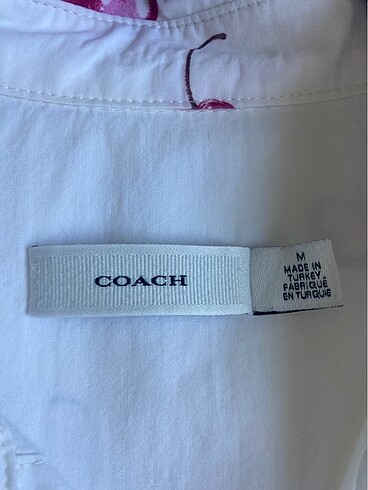 COACH
M
MADE IN
TURKEY
FABRIQUÉ
EN TURQUIE